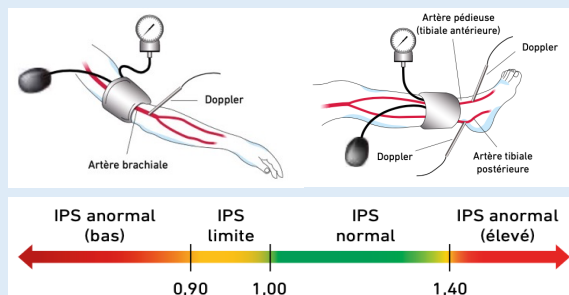 Doppler
Artère brachiale
Artère pédieuse
(tibiale antérieure)
Doppler
Doppler
Artère tibiale
postérieure
IPS anormal
(bas)
IPS
limite
IPS
normal
IPS anormal
(élevé)
0,90
1,00
1,40